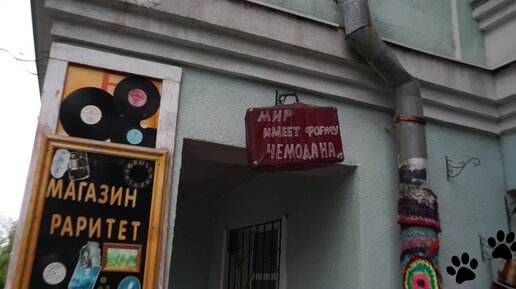 МАГАЗИН
РАРИТЕТ
МИР
ИМЕЕТ ФОРМУ
ЧЕМОДАНА